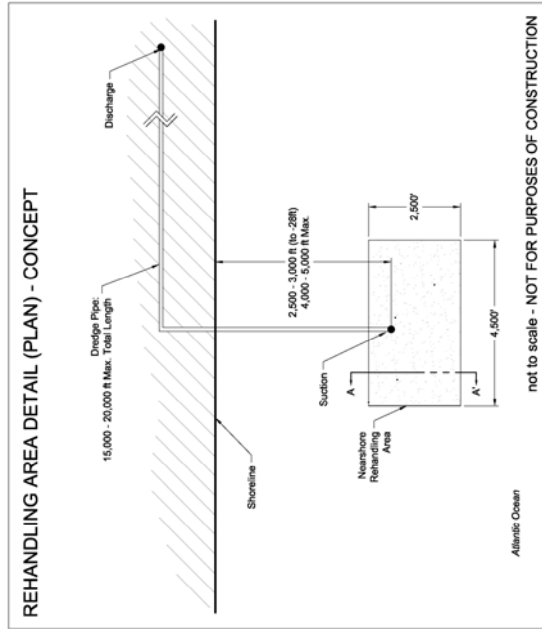 REHANDLING AREA DETAIL (PLAN) - CONCEPT
Discharge
Dredge Pipe:
15,000 - 20,000 ft Max. Total Length
Shoreline
2,500 - 3,000 ft (to -28ft)
4,000 - 5,000 ft Max.
Suction
A
A'
2,500'
4,500'
Nearshore
Rehandling
Area
Atlantic Ocean
not to scale - NOT FOR PURPOSES OF CONSTRUCTION